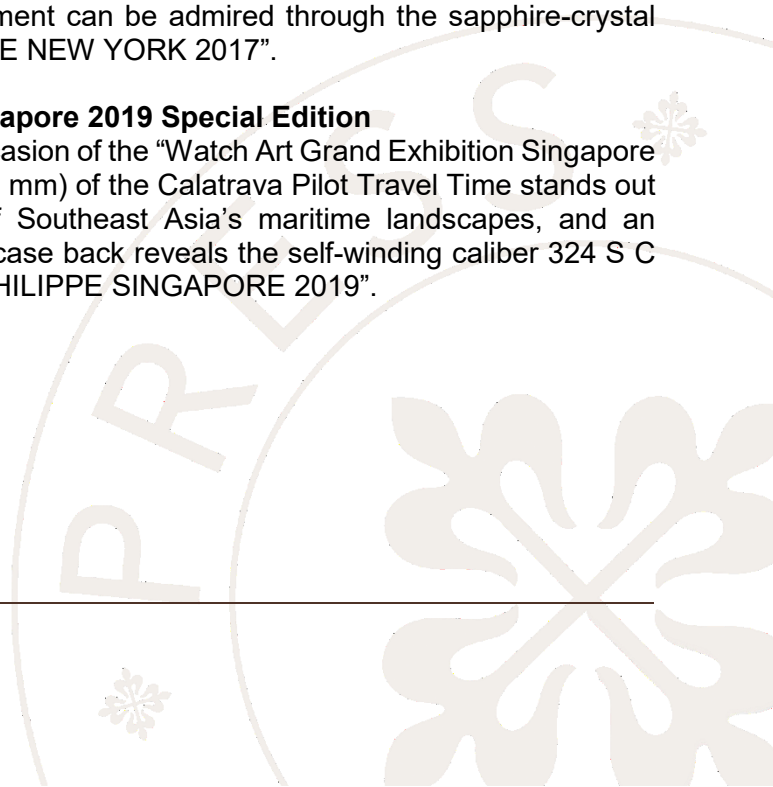 ment can be admired through the sapphire-crystal
E NEW YORK 2017”.
apore 2019 Special Edition
asion of the “Watch Art Grand Exhibition Singapore
mm) of the Calatrava Pilot Travel Time stands out
f Southeast Asia’s maritime landscapes, and an
case back reveals the self-winding caliber 324 S C
HILIPPE SINGAPORE 2019”.
PRESS